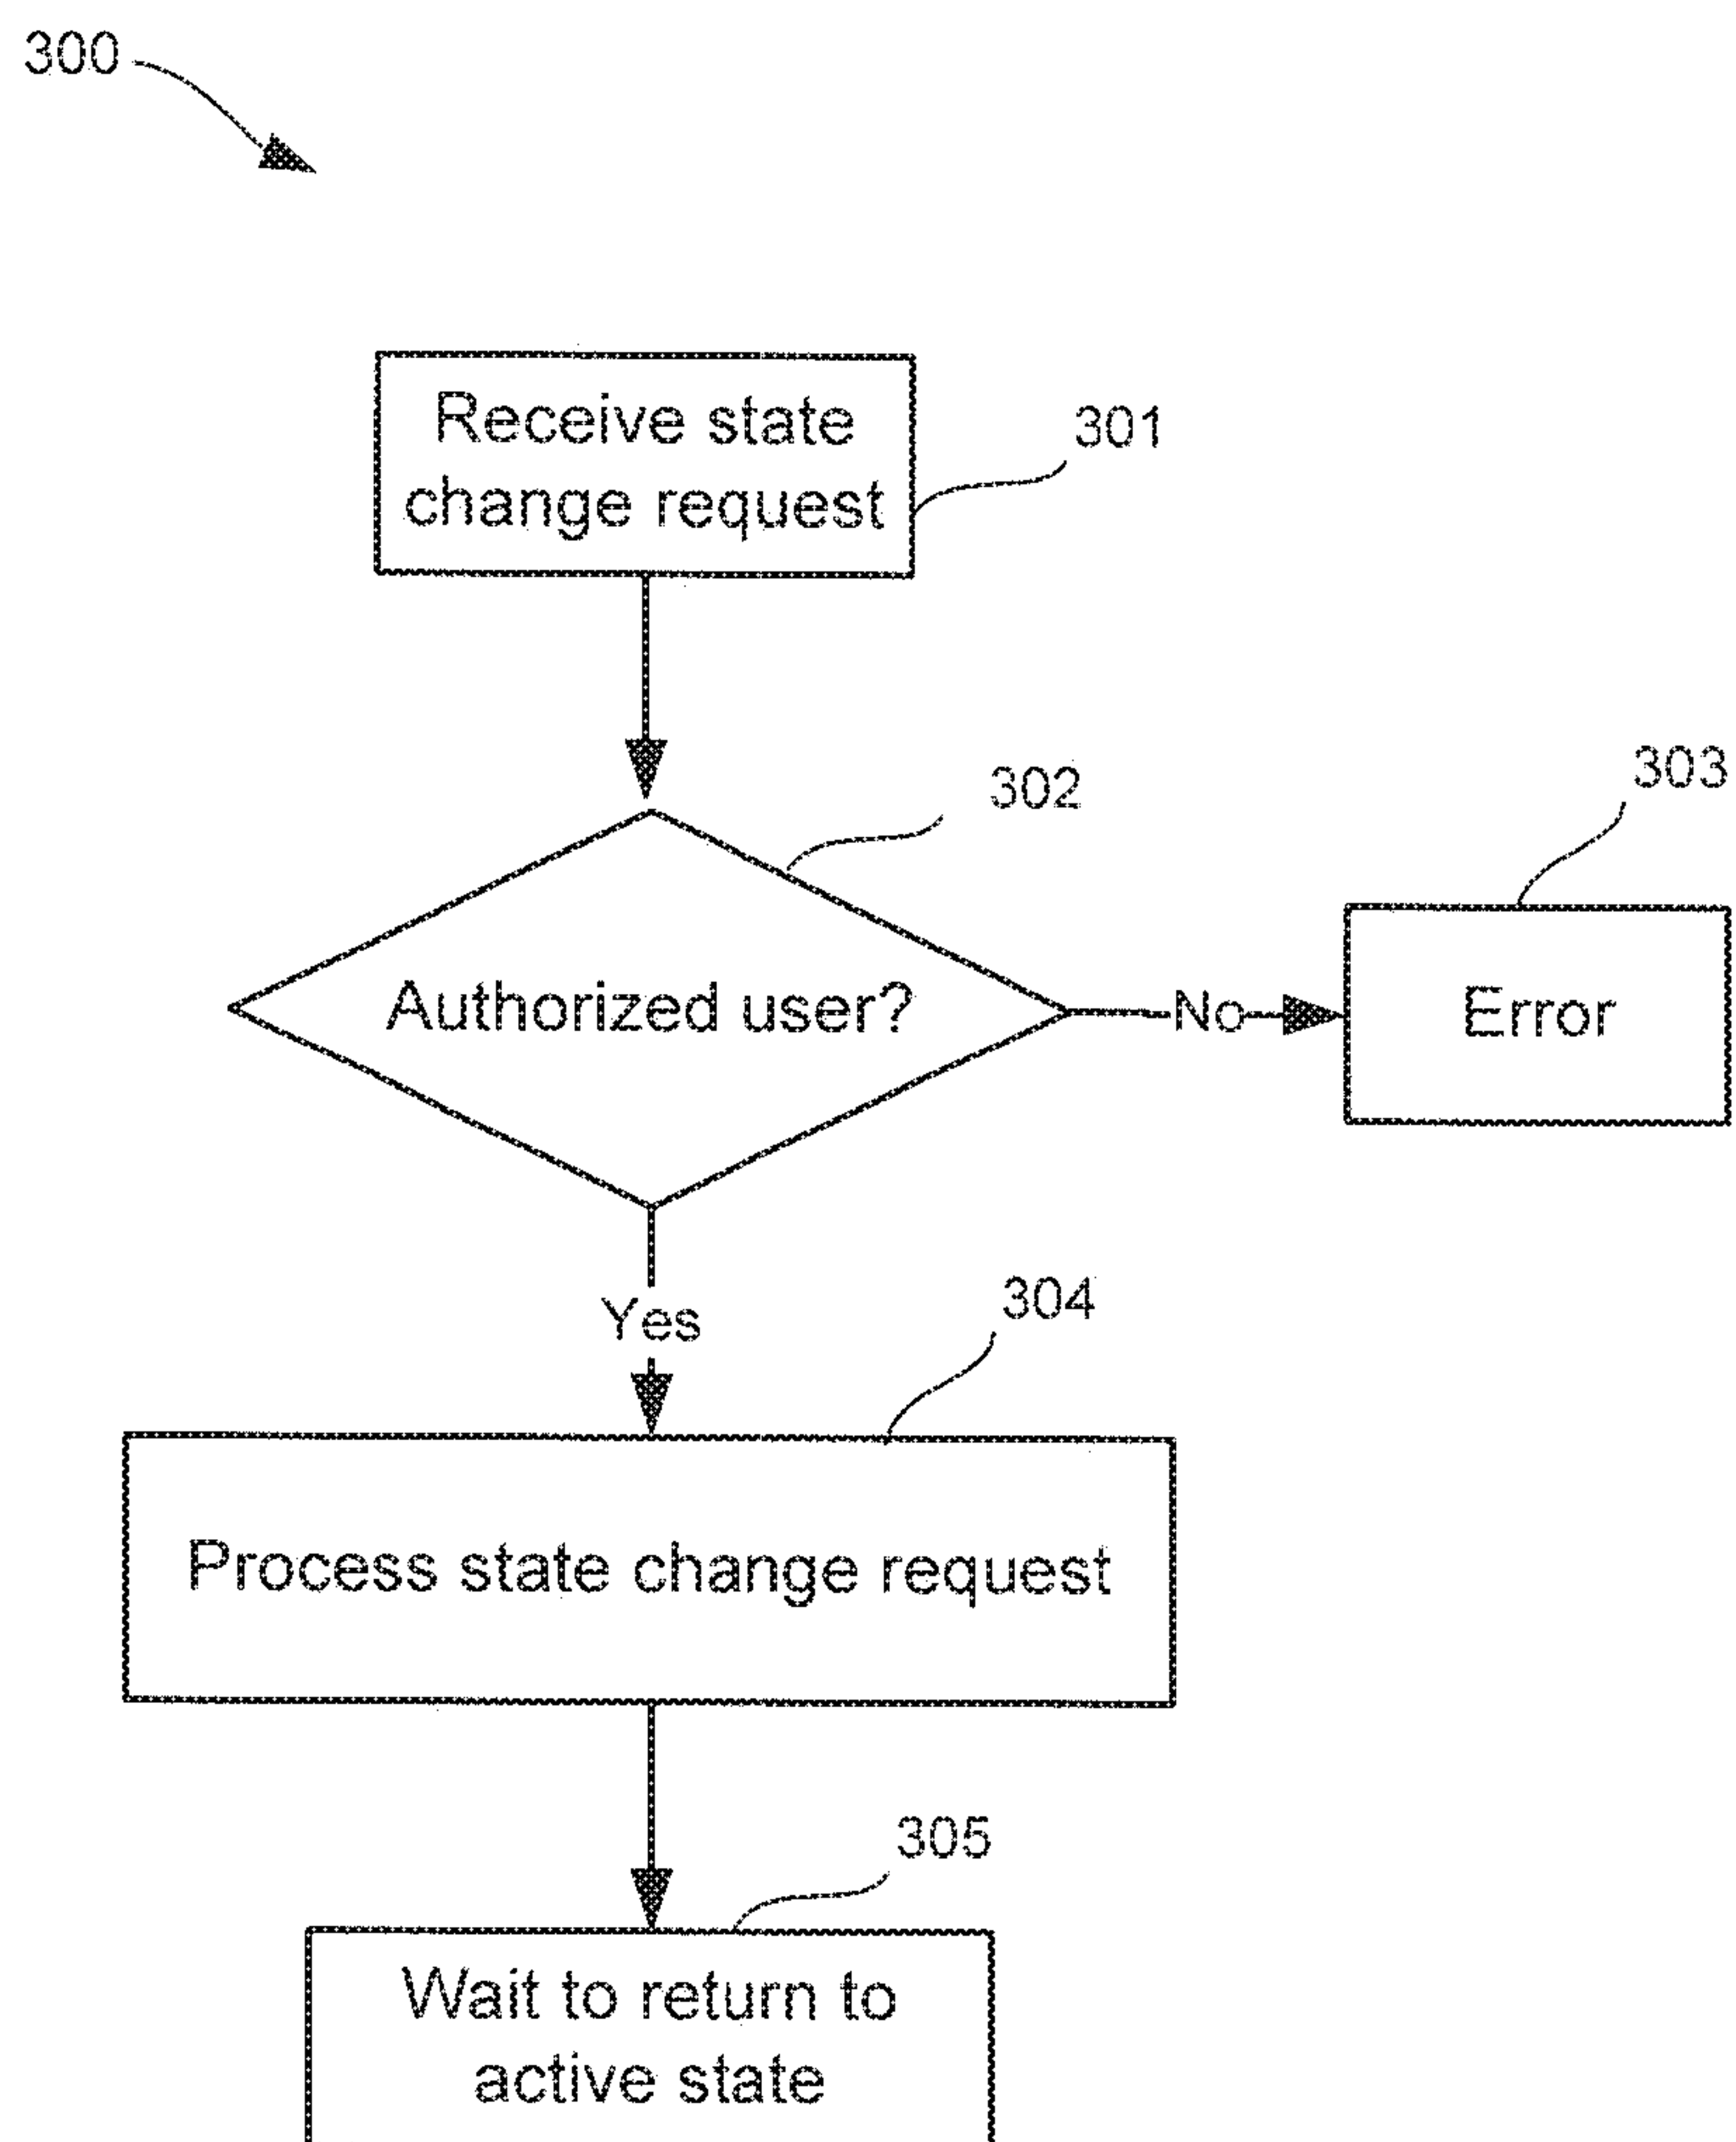 300
Receive state
change request
301
302
303
Authorized user?
No
Error
Yes
304
Process state change request
305
Wait to return to
active state